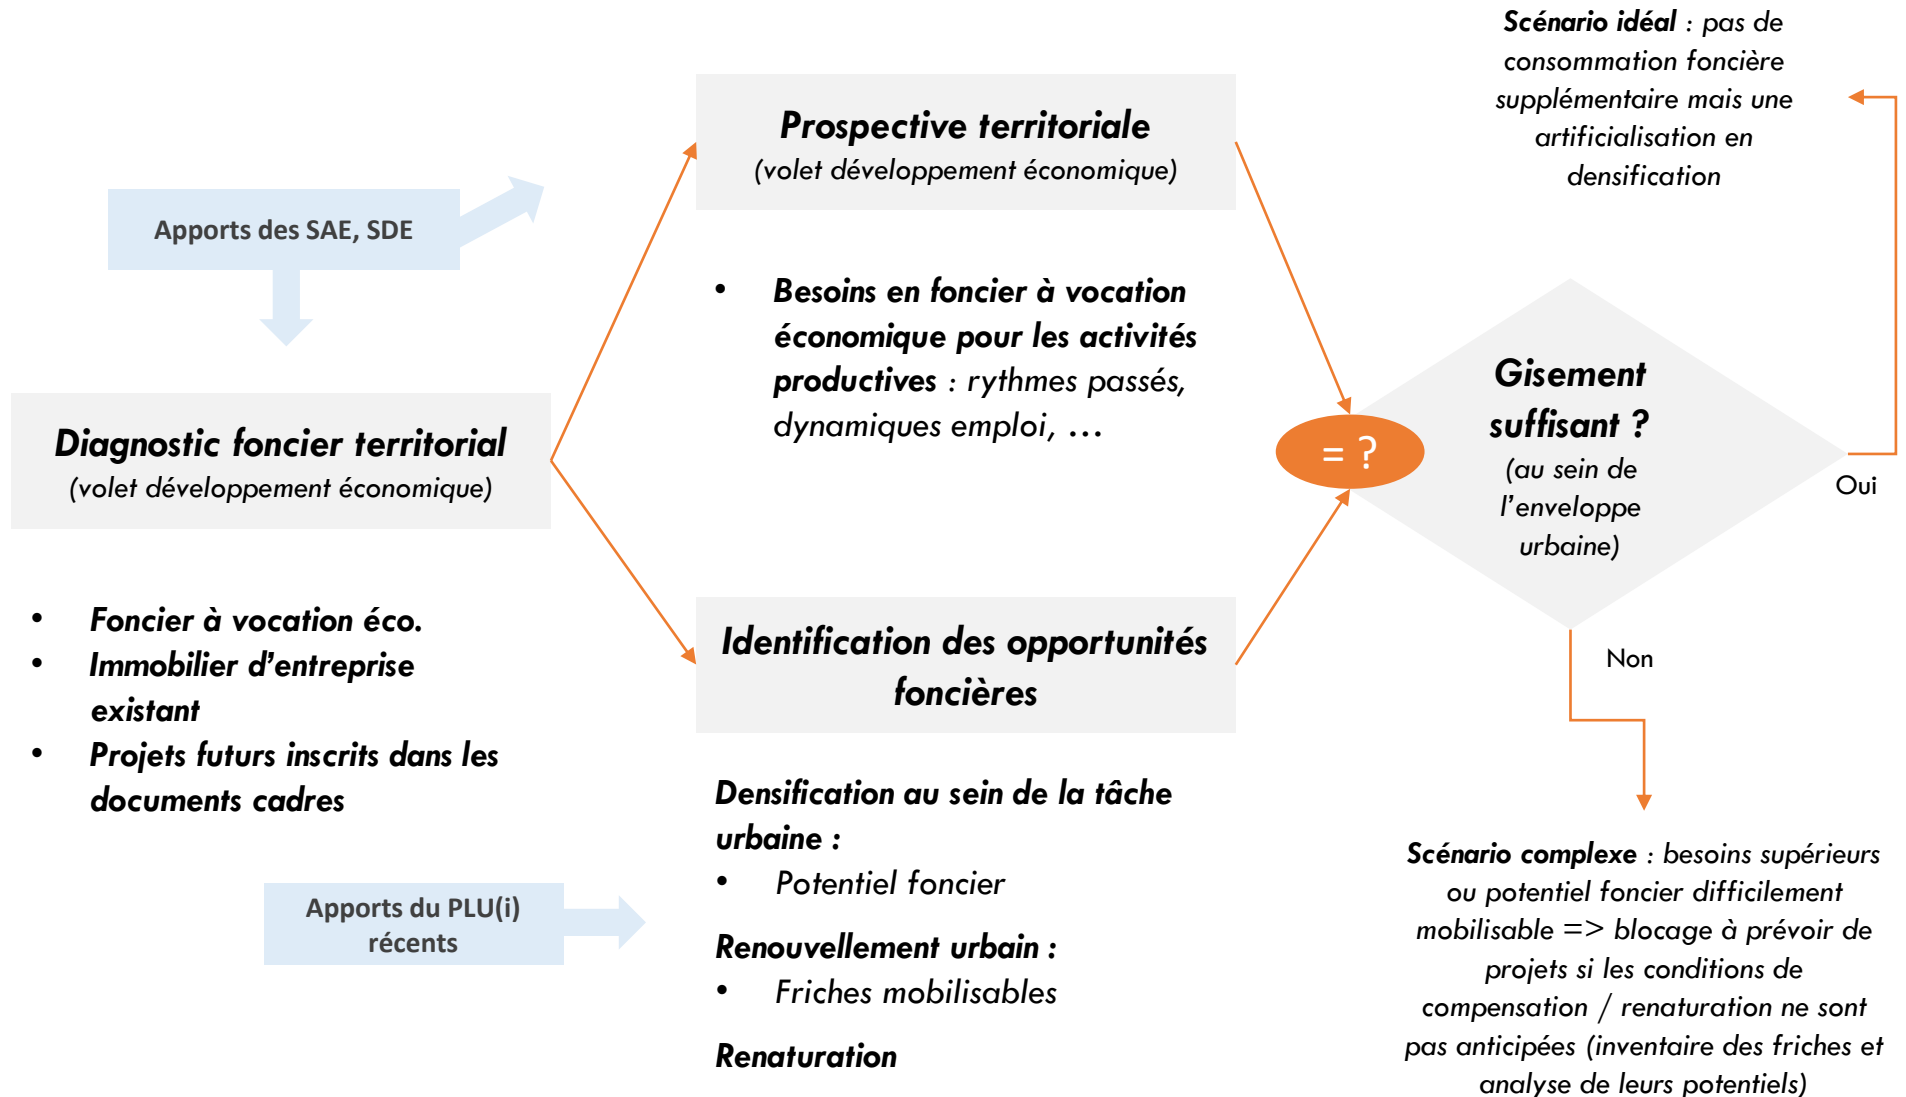 Apports des SAE, SDE
Diagnostic foncier territorial
(volet développement économique)
• Foncier à vocation éco.
• Immobilier d'entreprise
existant
• Projets futurs inscrits dans les
documents cadres
Apports du PLU(i)
récents
Prospective territoriale
(volet développement économique)
• Besoins en foncier à vocation
économique pour les activités
productives : rythmes passés,
dynamiques emploi, …
Identification des opportunités
foncières
Densification au sein de la tâche
urbaine :
• Potentiel foncier
Renouvellement urbain :
• Friches mobilisables
Renaturation
= ?
Gisement
suffisant ?
(au sein de
l'enveloppe
urbaine)
Oui
Non
Scénario idéal : pas de
consommation foncière
supplémentaire mais une
artificialisation en
densification
Scénario complexe : besoins supérieurs
ou potentiel foncier difficilement
mobilisable => blocage à prévoir de
projets si les conditions de
compensation / renaturation ne sont
pas anticipées (inventaire des friches et
analyse de leurs potentiels)